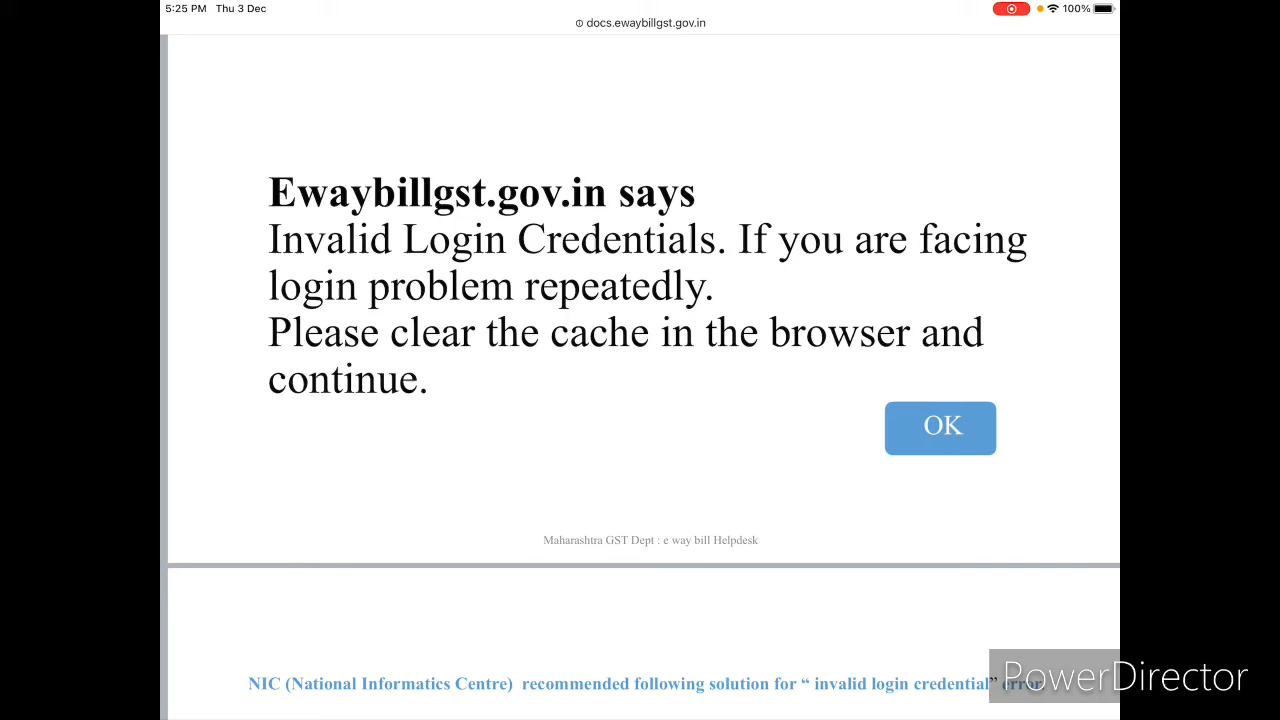 5:25 PM Thu 3 Dec 100%
docs.ewaybillgst.gov.in
Ewaybillgst.gov.in says
Invalid Login Credentials. If you are facing
login problem repeatedly.
Please clear the cache in the browser and
continue.
OK
Maharashtra GST Dept : e way bill Helpdesk
NIC (National Informatics Centre) recommended following solution for “ invalid login credential” error
PowerDirector